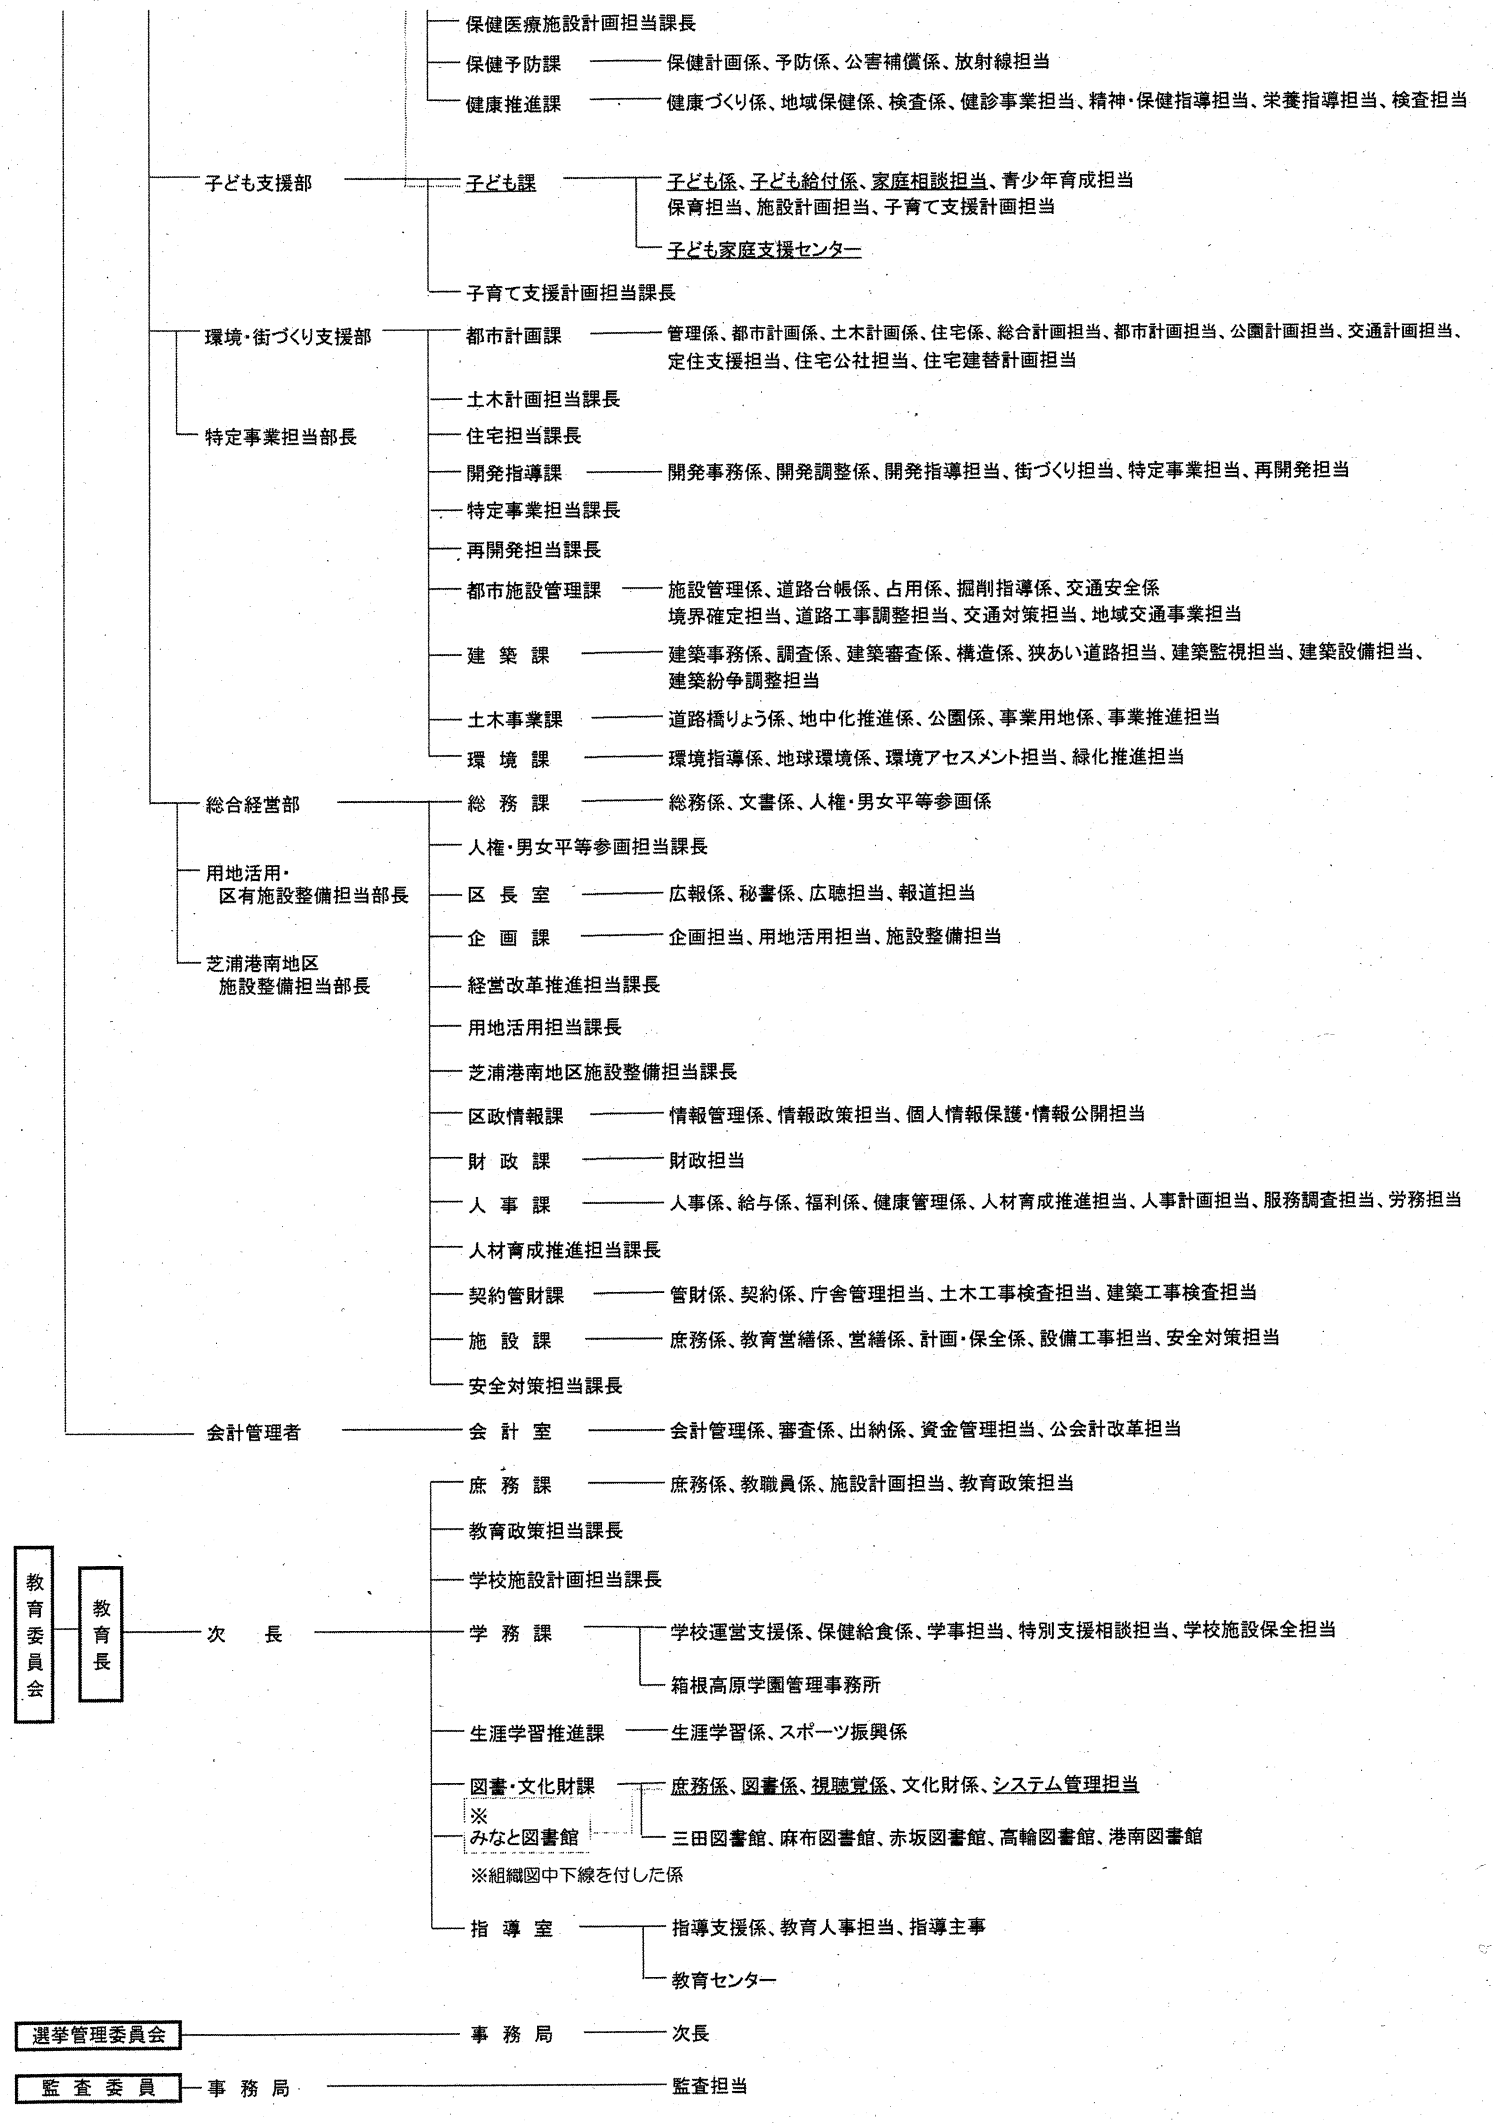 保健医療施設計画担当課長
保健予防課 保健計画係、予防係、公害補償係、放射線担当
健康推進課 健康づくり係、地域保健係、検査係、健診事業担当、精神・保健指導担当、栄養指導担当、検査担当
子ども支援部 子ども課 子ども係、子ども給付係、家庭相談担当、青少年育成担当
保育担当、施設計画担当、子育て支援計画担当
子ども家庭支援センター
子育て支援計画担当課長
環境・街づくり支援部 都市計画課 管理係、都市計画係、土木計画係、住宅係、総合計画担当、都市計画担当、公園計画担当、交通計画担当、
定住支援担当、住宅公社担当、住宅建替計画担当
土木計画担当課長
特定事業担当部長 住宅担当課長
開発指導課 開発事務係、開発調整係、開発指導担当、街づくり担当、特定事業担当、再開発担当
特定事業担当課長
再開発担当課長
都市施設管理課 施設管理係、道路台帳係、占用係、掘削指導係、交通安全係
境界確定担当、道路工事調整担当、交通対策担当、地域交通事業担当
建築課 建築事務係、調査係、建築審査係、構造係、狭あい道路担当、建築監視担当、建築設備担当、
建築紛争調整担当
土木事業課 道路橋りょう係、地中化推進係、公園係、事業用地係、事業推進担当
環境課 環境指導係、地球環境係、環境アセスメント担当、緑化推進担当
総合経営部 総務課 総務係、文書係、人権・男女平等参画係
人権・男女平等参画担当課長
用地活用・
区有施設整備担当部長 区長室 広報係、秘書係、広聴担当、報道担当
企画課 企画担当、用地活用担当、施設整備担当
芝浦港南地区
施設整備担当部長 経営改革推進担当課長
用地活用担当課長
芝浦港南地区施設整備担当課長
区政情報課 情報管理係、情報政策担当、個人情報保護・情報公開担当
財政課 財政担当
人事課 人事係、給与係、福利係、健康管理係、人材育成推進担当、人事計画担当、服務調査担当、労務担当
人材育成推進担当課長
契約管財課 管財係、契約係、庁舎管理担当、土木工事検査担当、建築工事検査担当
施設課 庶務係、教育営繕係、営繕係、計画・保全係、設備工事担当、安全対策担当
安全対策担当課長
会計管理者 会計室 会計管理係、審査係、出納係、資金管理担当、公会計改革担当
庶務課 庶務係、教職員係、施設計画担当、教育政策担当
教育政策担当課長
学校施設計画担当課長
教育委員会 教育長 次長 学務課 学校運営支援係、保健給食係、学事担当、特別支援相談担当、学校施設保全担当
箱根高原学園管理事務所
生涯学習推進課 生涯学習係、スポーツ振興係
図書・文化財課 庶務係、図書係、視聴覚係、文化財係、システム管理担当
※
みなと図書館 三田図書館、麻布図書館、赤坂図書館、高輪図書館、港南図書館
※組織図中下線を付した係
指導室 指導支援係、教育人事担当、指導主事
教育センター
選挙管理委員会 事務局 次長
監査委員 事務局 監査担当